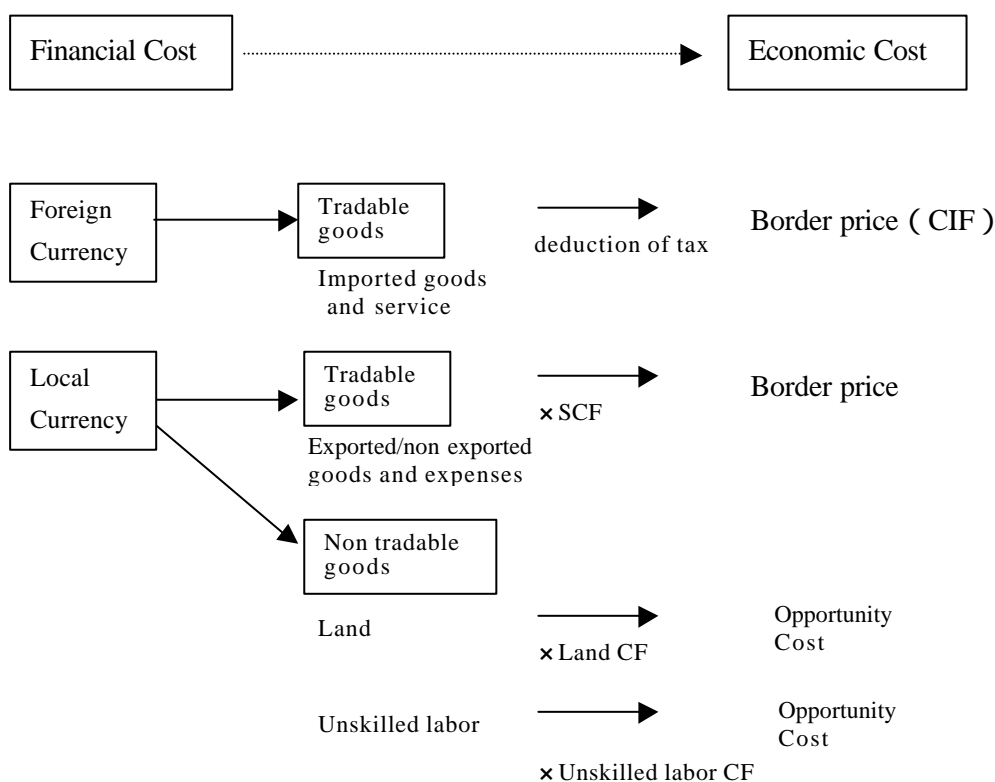 Financial Cost
Economic Cost
Foreign
Currency
Tradable
goods
Imported goods
and service
deduction of tax
Border price ( CIF )
Local
Currency
Tradable
goods
Exported/non exported
goods and expenses
× SCF
Border price
Non tradable
goods
Land
× Land CF
Opportunity
Cost
Unskilled labor
× Unskilled labor CF
Opportunity
Cost